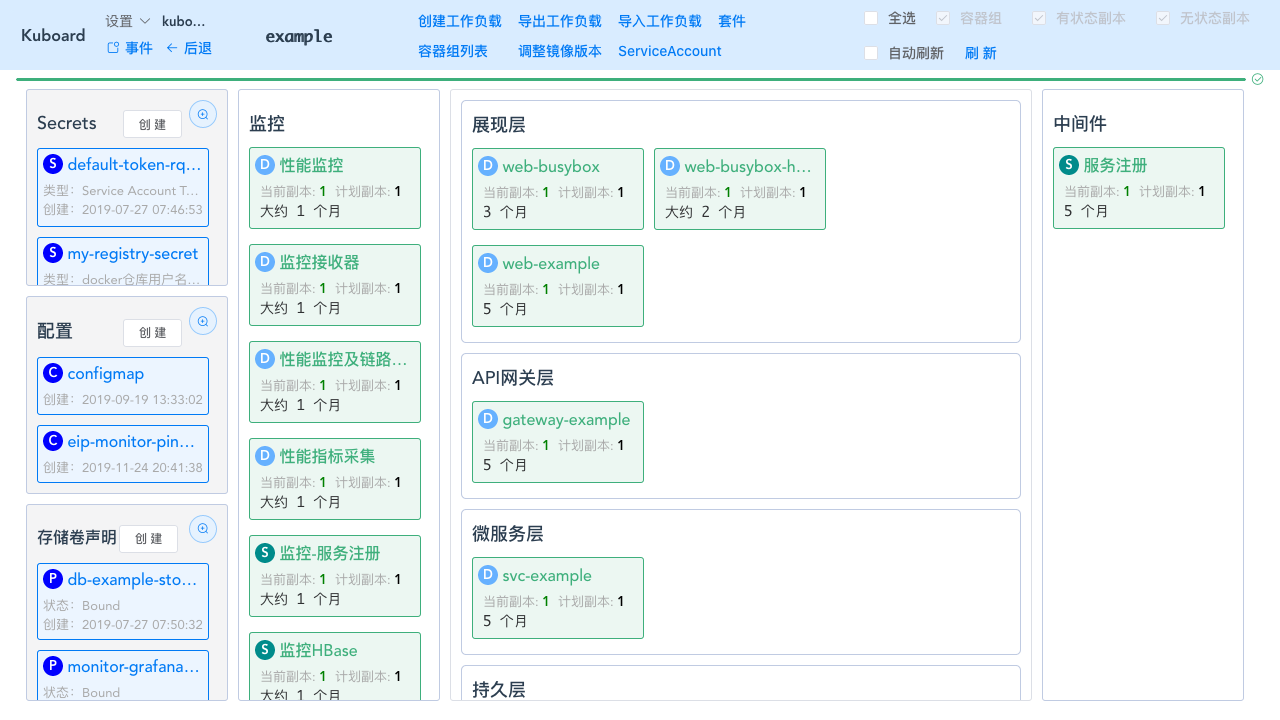 Kuboard
设置 kubo...
事件 后退
example
创建工作负载 导出工作负载 导入工作负载 套件
容器组列表 调整镜像版本 ServiceAccount
全选 容器组 有状态副本 无状态副本
自动刷新 刷 新
Secrets 创 建
S default-token-rq...
类型：Service Account T...
创建：2019-07-27 07:46:53
S my-registry-secret
类型：docker仓库用户名...
配置 创 建
C configmap
创建：2019-09-19 13:33:02
C eip-monitor-pin...
创建：2019-11-24 20:41:38
存储卷声明 创 建
P db-example-sto...
状态：Bound
创建：2019-07-27 07:50:32
P monitor-grafana...
状态：Bound
监控
D 性能监控
当前副本: 1 计划副本: 1
大约 1 个月
D 监控接收器
当前副本: 1 计划副本: 1
大约 1 个月
D 性能监控及链路...
当前副本: 1 计划副本: 1
大约 1 个月
D 性能指标采集
当前副本: 1 计划副本: 1
大约 1 个月
S 监控-服务注册
当前副本: 1 计划副本: 1
大约 1 个月
S 监控HBase
当前副本: 1 计划副本: 1
大约 1 个月
展现层
D web-busybox
当前副本: 1 计划副本: 1
3 个月
D web-busybox-h...
当前副本: 1 计划副本: 1
大约 2 个月
D web-example
当前副本: 1 计划副本: 1
5 个月
API网关层
D gateway-example
当前副本: 1 计划副本: 1
5 个月
微服务层
D svc-example
当前副本: 1 计划副本: 1
5 个月
持久层
中间件
S 服务注册
当前副本: 1 计划副本: 1
5 个月